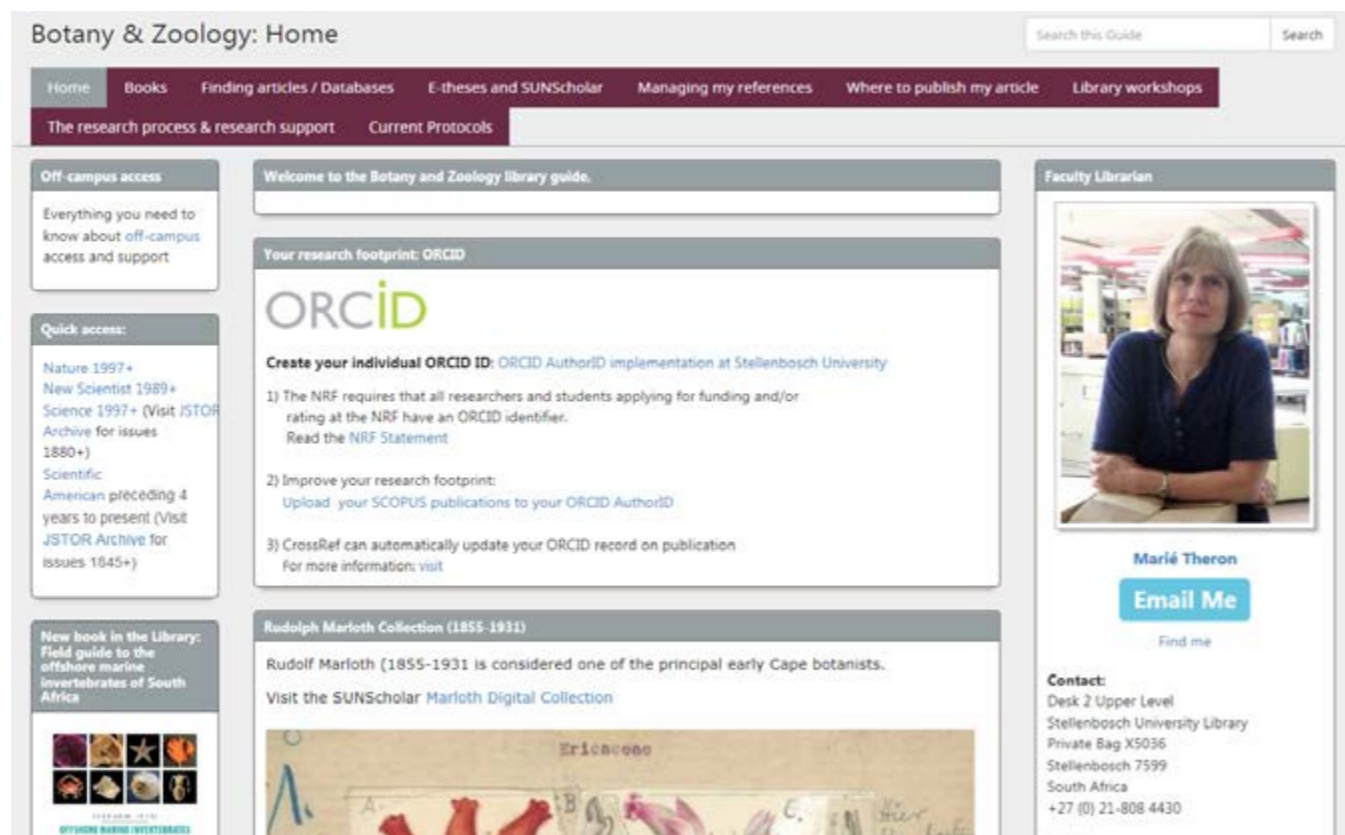 Botany & Zoology: Home
Search this Guide
Search
Home
Books
Finding articles / Databases
E-theses and SUNScholar
Managing my references
Where to publish my article
Library workshops
The research process & research support
Current Protocols
Off-campus access
Everything you need to
know about off-campus
access and support
Quick access:
Nature 1997+
New Scientist 1989+
Science 1997+ (Visit JSTOR
Archive for issues
1880+)
Scientific
American preceding 4
years to present (Visit
JSTOR Archive for
issues 1845+)
New book in the Library:
Field guide to the
offshore marine
invertebrates of South
Africa
OFFSHORE MARINE INVERTEBRATES
Welcome to the Botany and Zoology library guide.
Your research footprint: ORCID
ORCiD
Create your individual ORCID ID: ORCID AuthorID implementation at Stellenbosch University
1) The NRF requires that all researchers and students applying for funding and/or
rating at the NRF have an ORCID identifier.
Read the NRF Statement
2) Improve your research footprint:
Upload your SCOPUS publications to your ORCID AuthorID
3) CrossRef can automatically update your ORCID record on publication
For more information: visit
Rudolph Marloth Collection (1855-1931)
Rudolf Marloth (1855-1931 is considered one of the principal early Cape botanists.
Visit the SUNScholar Marloth Digital Collection
A.
B
C.
Hier
Faculty Librarian
Marié Theron
Email Me
Find me
Contact:
Desk 2 Upper Level
Stellenbosch University Library
Private Bag X5036
Stellenbosch 7599
South Africa
+27 (0) 21-808 4430